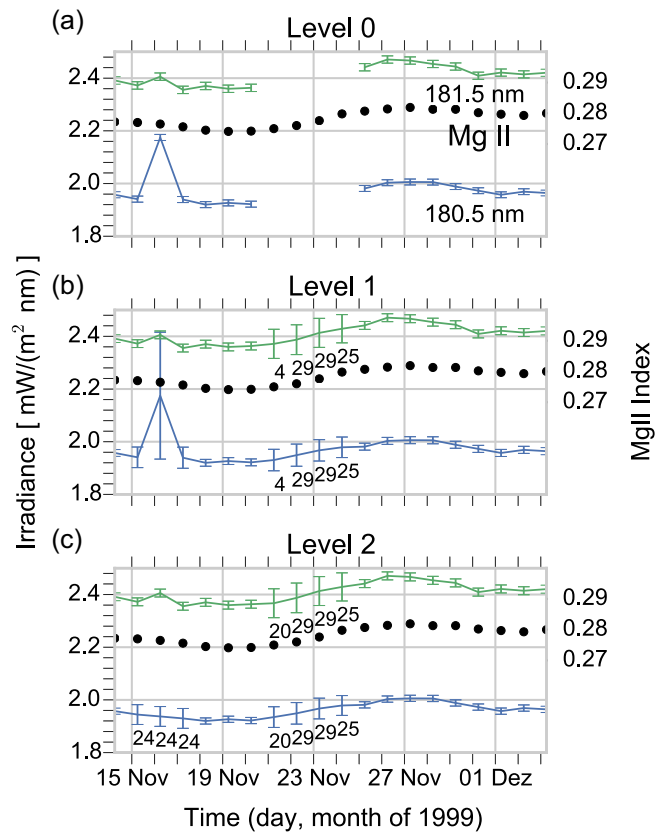 (a) Level 0
2.4
2.2
2.0
1.8
181.5 nm
Mg II
180.5 nm
0.29
0.28
0.27
(b) Level 1
2.4
2.2
2.0
1.8
4 29 29 25
4 29 29 25
0.29
0.28
0.27
(c) Level 2
2.4
2.2
2.0
1.8
20 29 29 25
24 24 24 20 29 29 25
0.29
0.28
0.27
Irradiance [ mW/(m² nm) ]
MgII Index
15 Nov 19 Nov 23 Nov 27 Nov 01 Dez
Time (day, month of 1999)